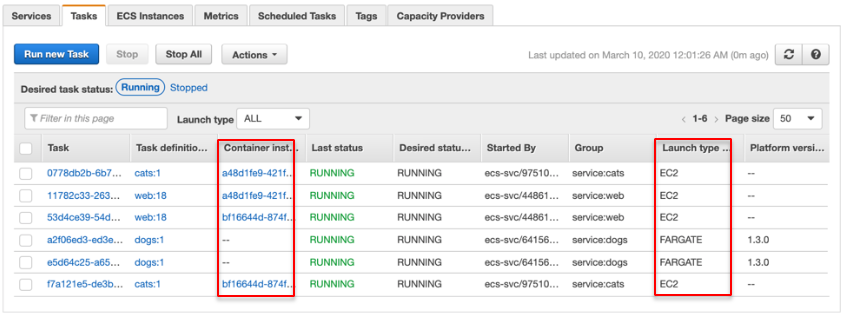 Services Tasks ECS Instances Metrics Scheduled Tasks Tags Capacity Providers
Run new Task Stop Stop All Actions Last updated on March 10, 2020 12:01:26 AM (0m ago)
Desired task status: Running Stopped
Filter in this page Launch type ALL 1-6 Page size 50
Task Task definitio... Container inst... Last status Desired statu... Started By Group Launch type ... Platform versi...
0778db2b-6b7... cats:1 a48d1fe9-421f... RUNNING RUNNING ecs-svc/97510... service:cats EC2 --
11782c33-263... web:18 a48d1fe9-421f... RUNNING RUNNING ecs-svc/44861... service:web EC2 --
53d4ce39-54d... web:18 bf16644d-874f... RUNNING RUNNING ecs-svc/44861... service:web EC2 --
a2f06ed3-ed3e... dogs:1 -- RUNNING RUNNING ecs-svc/64156... service:dogs FARGATE 1.3.0
e5d64c25-a65... dogs:1 -- RUNNING RUNNING ecs-svc/64156... service:dogs FARGATE 1.3.0
f7a121e5-de3b... cats:1 bf16644d-874f... RUNNING RUNNING ecs-svc/97510... service:cats EC2 --